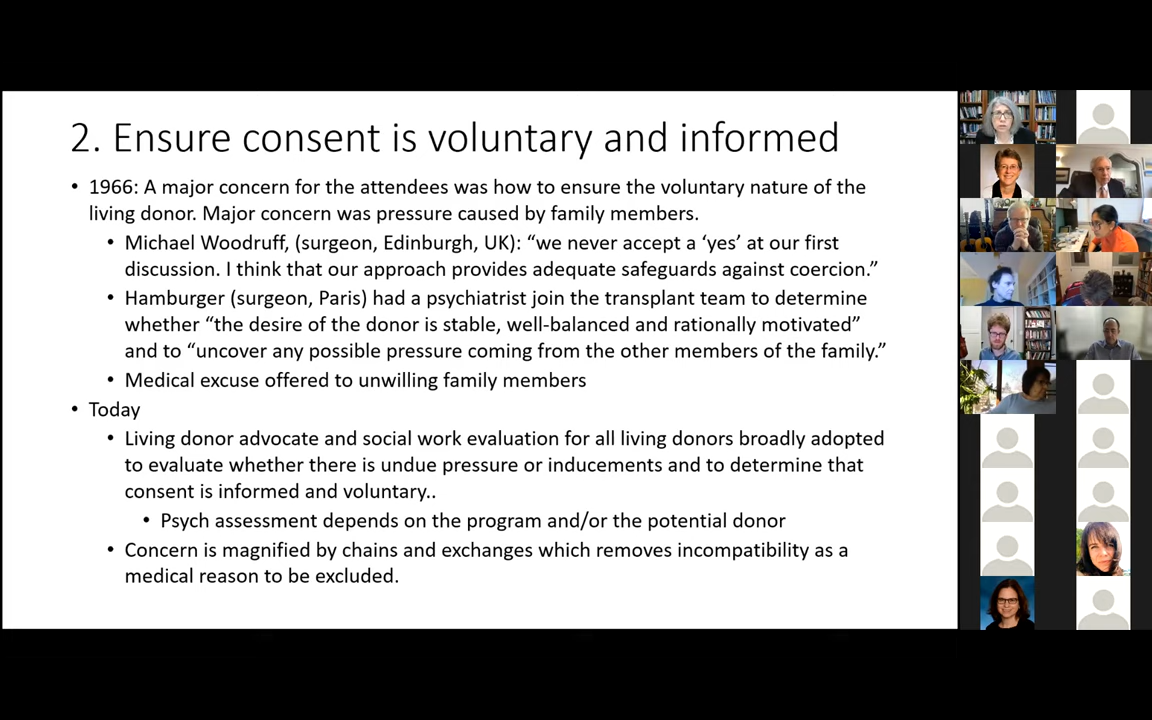 2. Ensure consent is voluntary and informed
• 1966: A major concern for the attendees was how to ensure the voluntary nature of the
living donor. Major concern was pressure caused by family members.
• Michael Woodruff, (surgeon, Edinburgh, UK): “we never accept a ‘yes’ at our first
discussion. I think that our approach provides adequate safeguards against coercion.”
• Hamburger (surgeon, Paris) had a psychiatrist join the transplant team to determine
whether “the desire of the donor is stable, well-balanced and rationally motivated”
and to “uncover any possible pressure coming from the other members of the family.”
• Medical excuse offered to unwilling family members
• Today
• Living donor advocate and social work evaluation for all living donors broadly adopted
to evaluate whether there is undue pressure or inducements and to determine that
consent is informed and voluntary..
• Psych assessment depends on the program and/or the potential donor
• Concern is magnified by chains and exchanges which removes incompatibility as a
medical reason to be excluded.